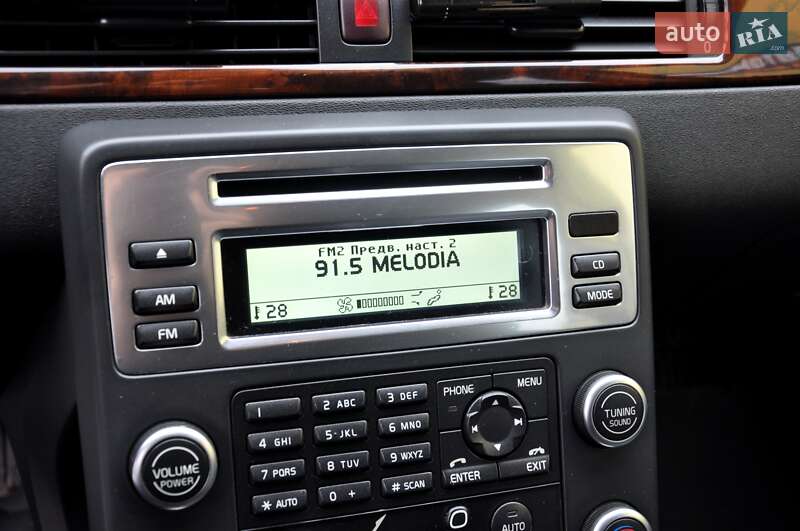 auto RIA
.com
FM2 Предв. наст. 2
91.5 MELODIA
28 28
CD
AM MODE
FM
PHONE MENU
1 2 ABC 3 DEF
4 GHI 5 JKL 6 MNO
TUNING
SOUND
7 PQRS 8 TUV 9 WXYZ
VOLUME
POWER
ENTER EXIT
* AUTO 0 + # SCAN
AUTO